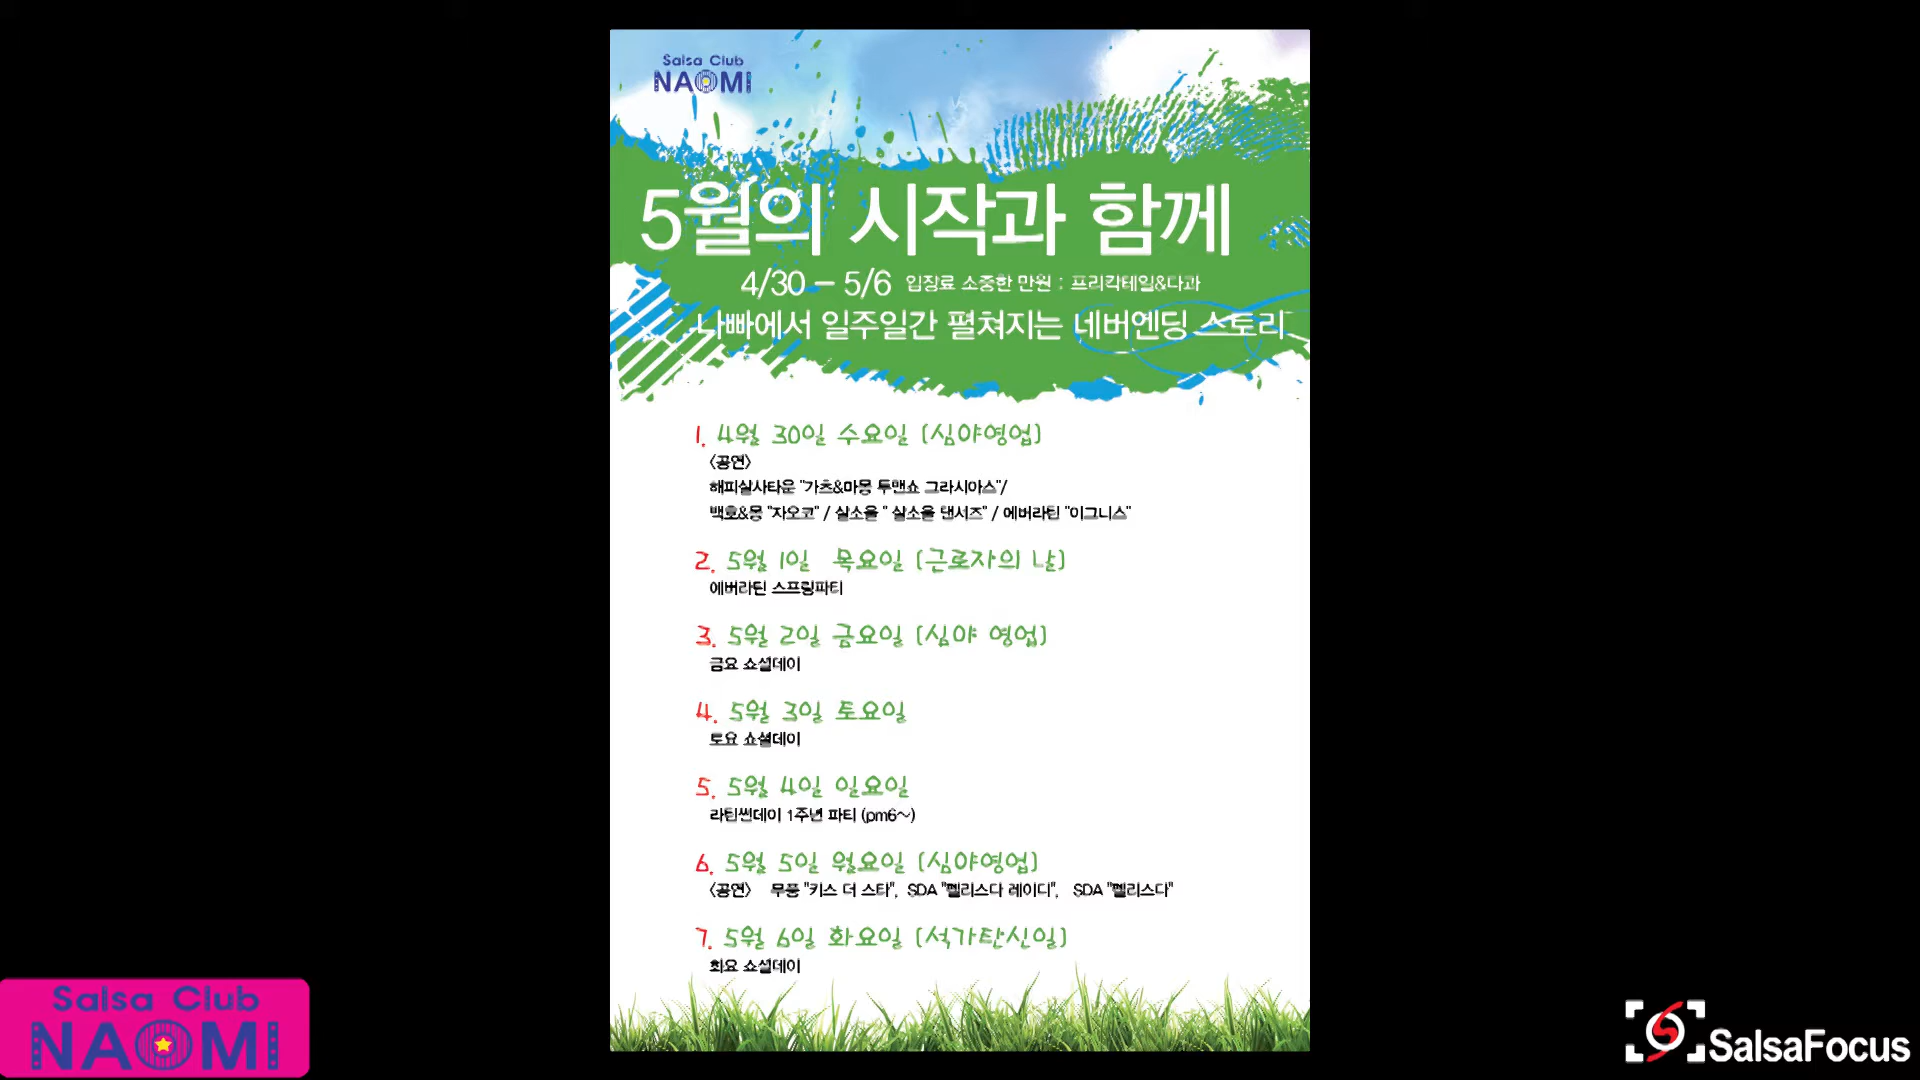 Salsa Club
NAOMI
5월의 시작과 함께
4/30 – 5/6 입장료 소중한 만원 : 프리칵테일&다과
나빠에서 일주일간 펼쳐지는 네버엔딩 스토리
1. 4월 30일 수요일 (심야영업)
<공연>
해피살사타운 "가츠&마몽 투맨쇼 그라시아스"/
백호&몽 "자오코" / 살소울 " 살소울 댄서즈" / 에버라틴 "이그니스"
2. 5월 1일 목요일 (근로자의 날)
에버라틴 스프링파티
3. 5월 2일 금요일 (심야 영업)
금요 쇼셜데이
4. 5월 3일 토요일
토요 쇼셜데이
5. 5월 4일 일요일
라틴썬데이 1주년 파티 (pm6~)
6. 5월 5일 월요일 (심야영업)
<공연> 무풍 "키스 더 스타", SDA "펠리스다 레이디", SDA "펠리스다"
7. 5월 6일 화요일 (석가탄신일)
화요 쇼셜데이
Salsa Club
NAOMI
SalsaFocus